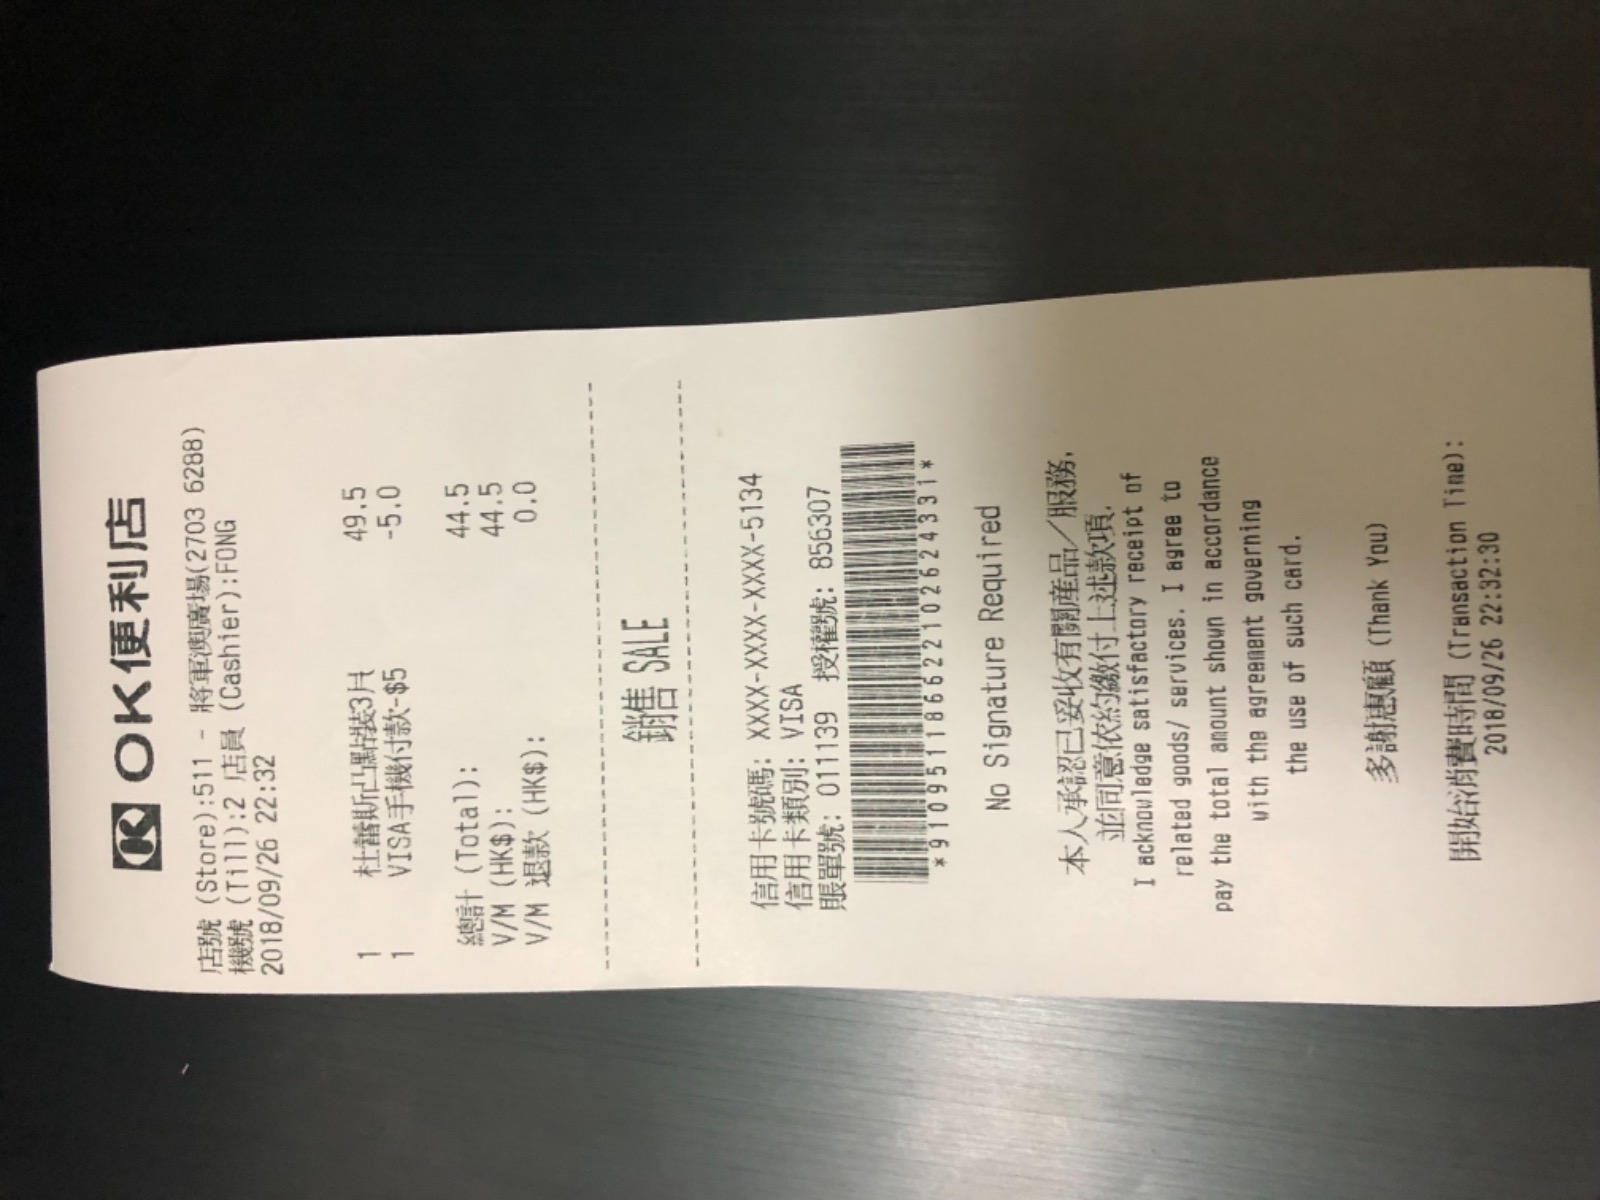 K OK便利店
店號 (Store):511 - 將軍澳廣場(2703 6288)
機號 (Till):2 店員 (Cashier):FONG
2018/09/26 22:32
1 杜蕾斯凸點裝3片 49.5
1 VISA手機付款-$5 -5.0
總計 (Total): 44.5
V/M (HK$): 44.5
V/M 退款 (HK$): 0.0
銷售 SALE
信用卡號碼: XXXX-XXXX-XXXX-5134
信用卡類別: VISA
賬單號: 011139 授權號: 856307
*910951186622102624331*
No Signature Required
本人承認已妥收有關產品／服務,
並同意依約繳付上述款項.
I acknowledge satisfactory receipt of
related goods/ services. I agree to
pay the total amount shown in accordance
with the agreement governing
the use of such card.
多謝惠顧 (Thank You)
開始消費時間 (Transaction Time):
2018/09/26 22:32:30